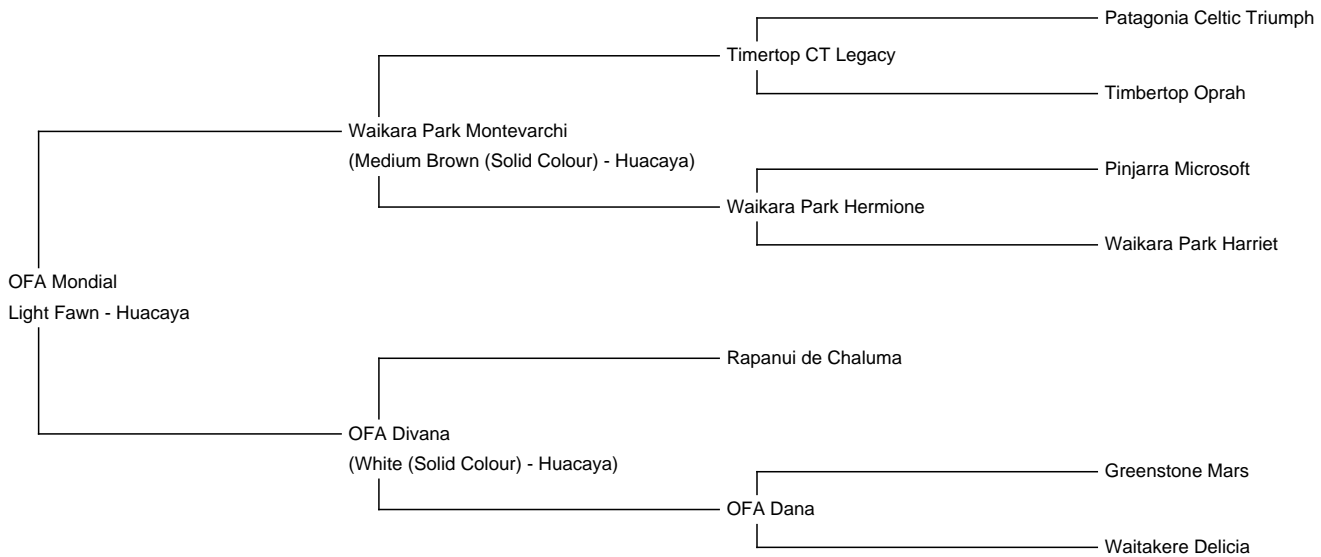 Patagonia Celtic Triumph
Timertop CT Legacy
Timbertop Oprah
Waikara Park Montevarchi
(Medium Brown (Solid Colour) - Huacaya)
Pinjarra Microsoft
Waikara Park Hermione
Waikara Park Harriet
OFA Mondial
Light Fawn - Huacaya
Rapanui de Chaluma
OFA Divana
(White (Solid Colour) - Huacaya)
Greenstone Mars
OFA Dana
Waitakere Delicia